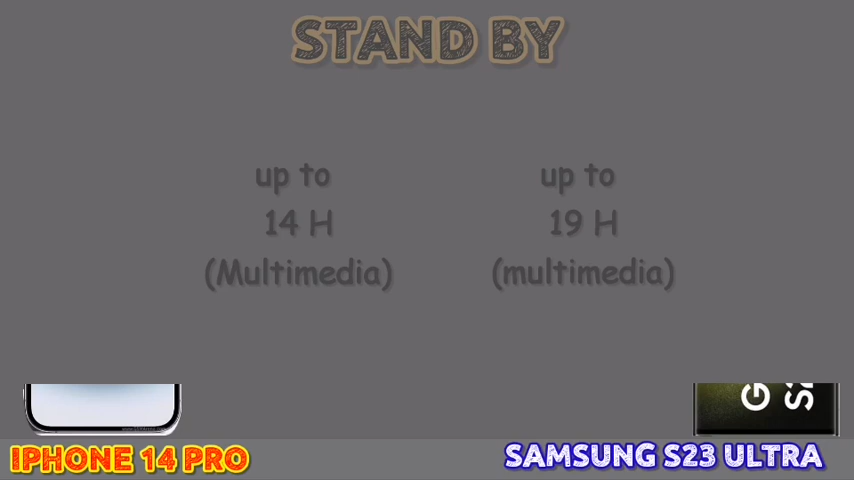 STAND BY
up to
14 H
(Multimedia)
up to
19 H
(multimedia)
IPHONE 14 PRO
SAMSUNG S23 ULTRA